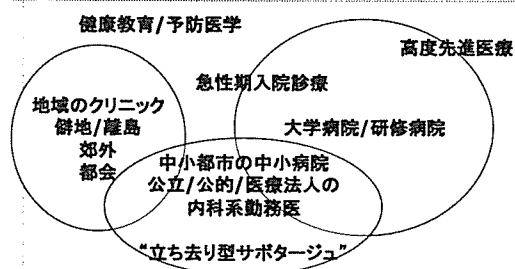 健康教育/予防医学
高度先進医療
急性期入院診療
地域のクリニック
僻地/離島
郊外
都会
大学病院/研修病院
中小都市の中小病院
公立/公的/医療法人の
内科系勤務医
“立ち去り型サボタージュ”